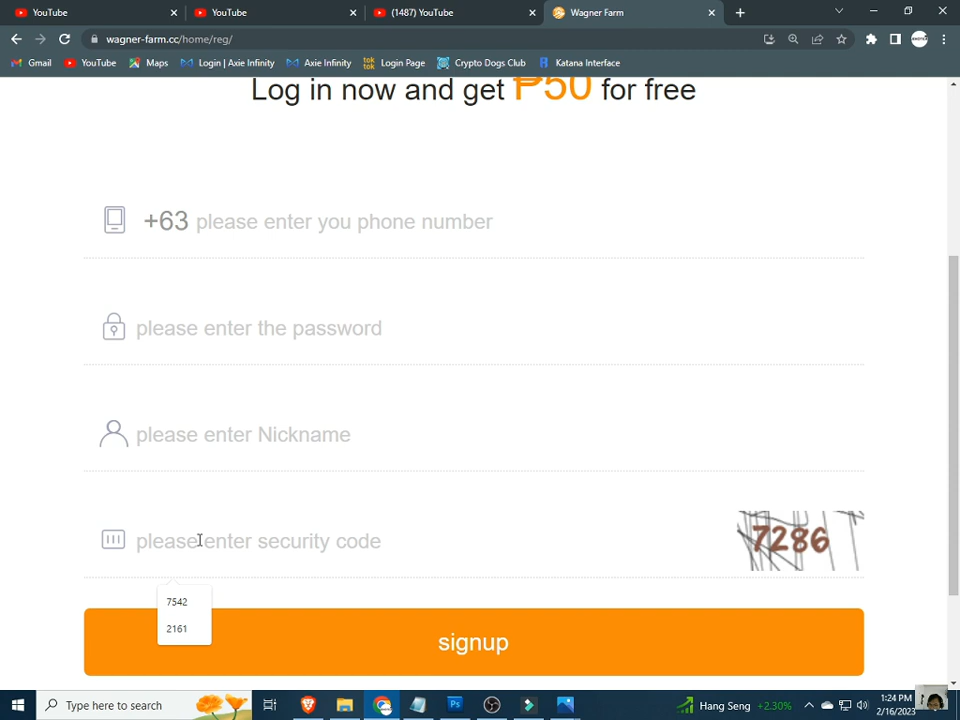 YouTube
YouTube
(1487) YouTube
Wagner Farm
wagner-farm.cc/home/reg/
Gmail
YouTube
Maps
Login | Axie Infinity
Axie Infinity
tok
tok
Login Page
Crypto Dogs Club
Katana Interface
Log in now and get ₱50 for free
+63 please enter you phone number
please enter the password
please enter Nickname
please enter security code
7286
7542
2161
signup
Type here to search
Ps
Hang Seng +2.30%
1:24 PM
2/16/2023